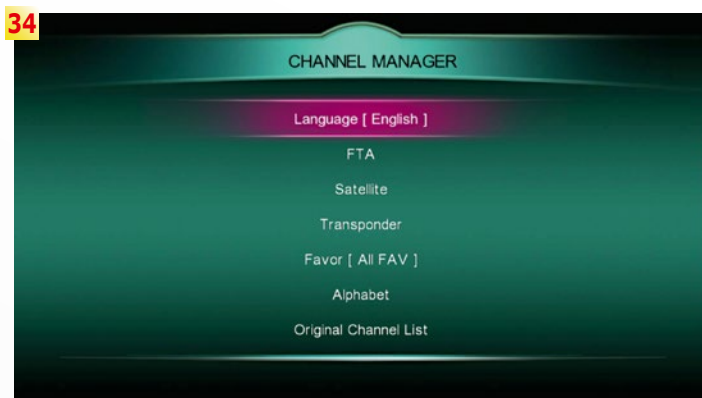 34
CHANNEL MANAGER
Language [ English ]
FTA
Satellite
Transponder
Favor [ All FAV ]
Alphabet
Original Channel List